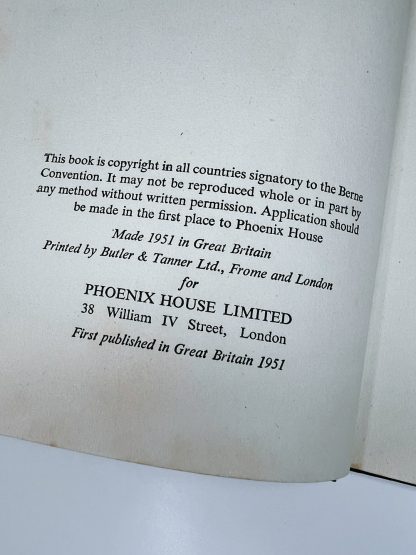 This book is copyright in all countries signatory to the Berne
Convention. It may not be reproduced whole or in part by
any method without written permission. Application should
be made in the first place to Phoenix House
Made 1951 in Great Britain
Printed by Butler & Tanner Ltd., Frome and London
for
PHOENIX HOUSE LIMITED
38 William IV Street, London
First published in Great Britain 1951